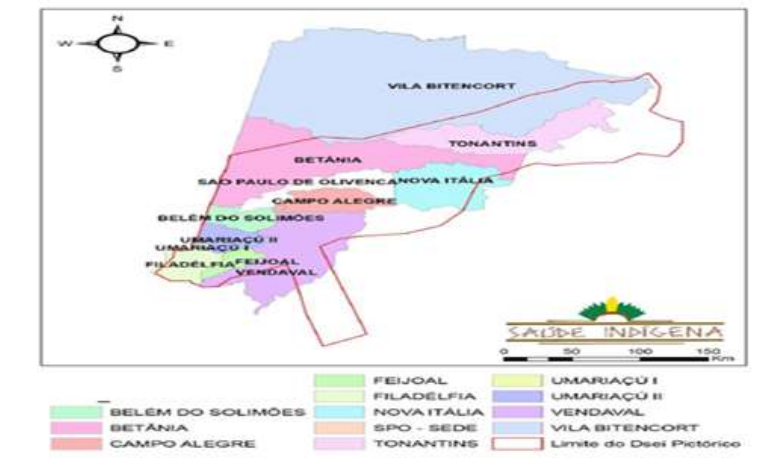 N
W E
S
VILA BITENCORT
TONANTINS
BETÂNIA
SAO PAULO DE OLIVENCA
NOVA ITÁLIA
CAMPO ALEGRE
BELÉM DO SOLIMÕES
UMARIAÇÚ II
UMARIAÇÚ I
FILADÉLFIA
FEIJOAL
VENDAVAL
SAÚDE INDÍGENA
0 50 100 150
Km
FEIJOAL UMARIAÇÚ I
FILADÉLFIA UMARIAÇÚ II
BELÉM DO SOLIMÕES NOVA ITÁLIA VENDAVAL
BETÂNIA SPO - SEDE VILA BITENCORT
CAMPO ALEGRE TONANTINS Limite do Dsei Pictórico